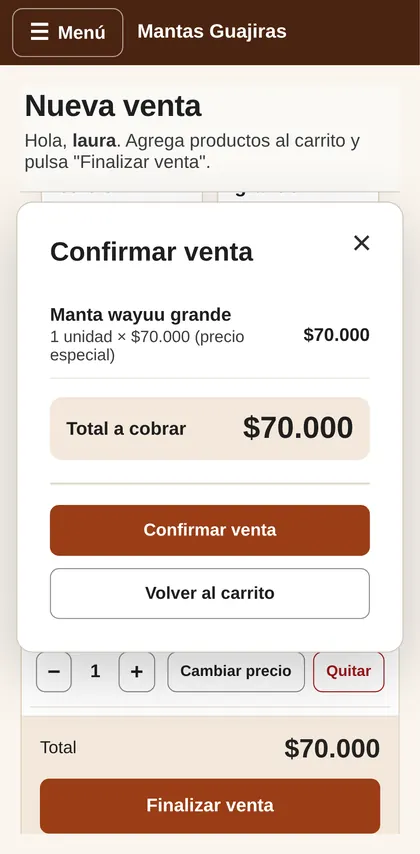 ☰ Menú
Mantas Guajiras
Nueva venta
Hola, laura. Agrega productos al carrito y
pulsa "Finalizar venta".
Confirmar venta
✕
Manta wayuu grande
1 unidad × $70.000 (precio
especial)
$70.000
Total a cobrar
$70.000
Confirmar venta
Volver al carrito
−
1
+
Cambiar precio
Quitar
Total
$70.000
Finalizar venta